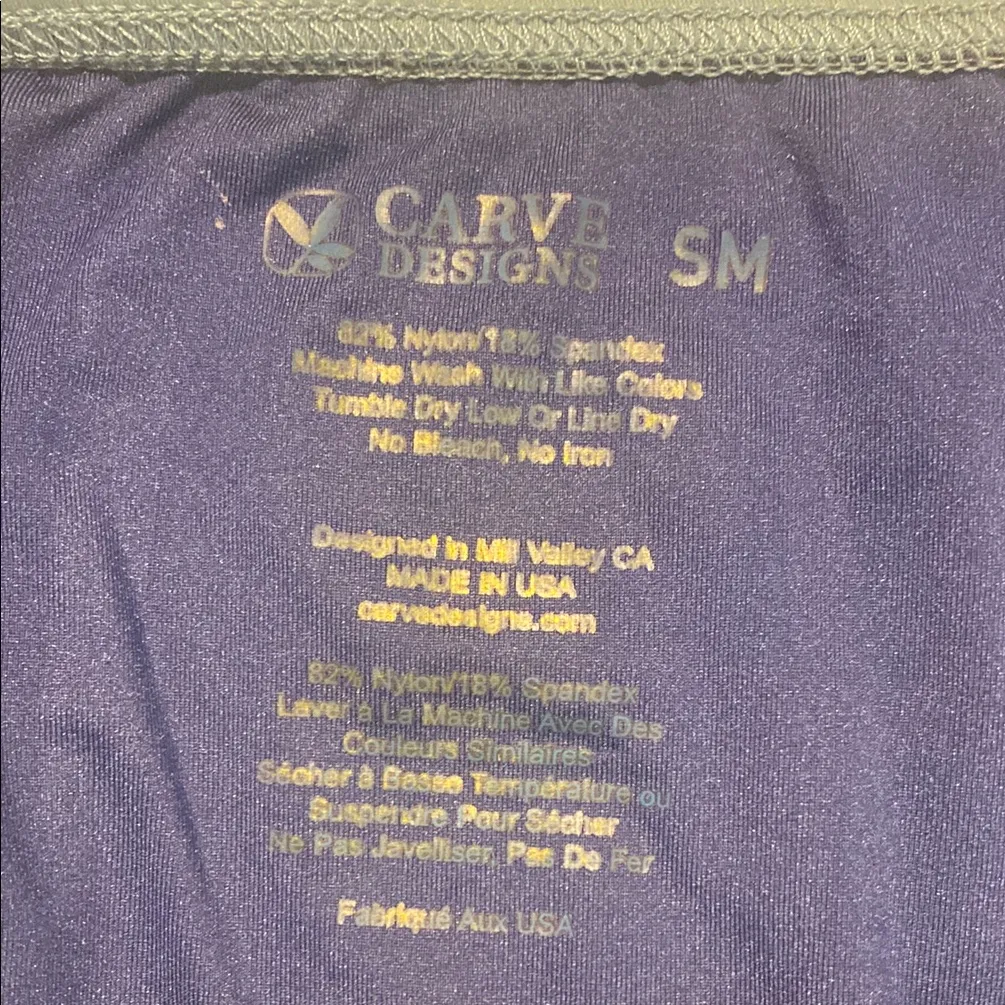 CARVE
DESIGNS
SM
82% Nylon/18% Spandex
Machine Wash With Like Colors
Tumble Dry Low Or Line Dry
No Bleach, No Iron
Designed in Mill Valley CA
MADE IN USA
carvedesigns.com
82% Nylon/18% Spandex
Laver à La Machine Avec Des
Couleurs Similaires
Sécher à Basse Température ou
Suspendre Pour Sécher
Ne Pas Javelliser, Pas De Fer
Fabriqué Aux USA